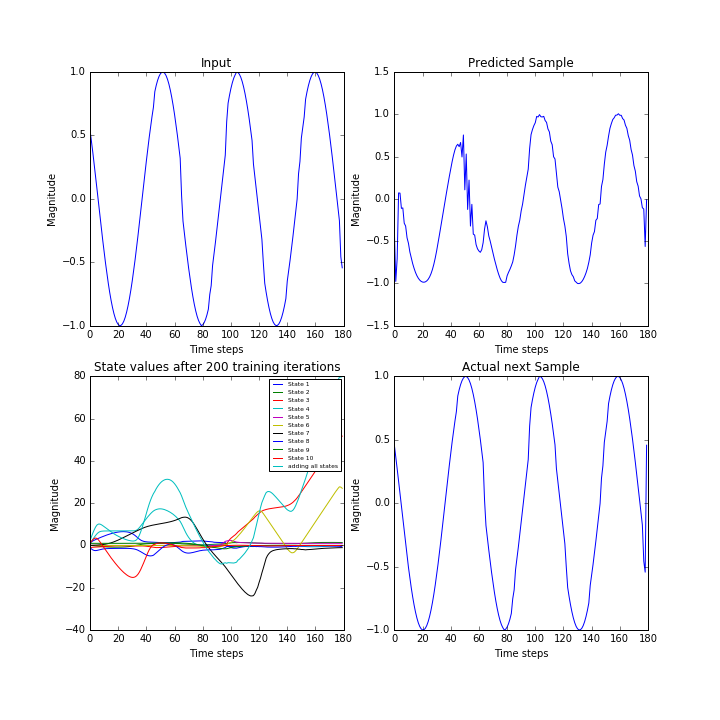 Input
1.0
0.5
0.0
−0.5
−1.0
Magnitude
0 20 40 60 80 100 120 140 160 180
Time steps
Predicted Sample
1.5
1.0
0.5
0.0
−0.5
−1.0
−1.5
Magnitude
0 20 40 60 80 100 120 140 160 180
Time steps
State values after 200 training iterations
80
60
40
20
0
−20
−40
Magnitude
State 1
State 2
State 3
State 4
State 5
State 6
State 7
State 8
State 9
State 10
adding all states
0 20 40 60 80 100 120 140 160 180
Time steps
Actual next Sample
1.0
0.5
0.0
−0.5
−1.0
Magnitude
0 20 40 60 80 100 120 140 160 180
Time steps